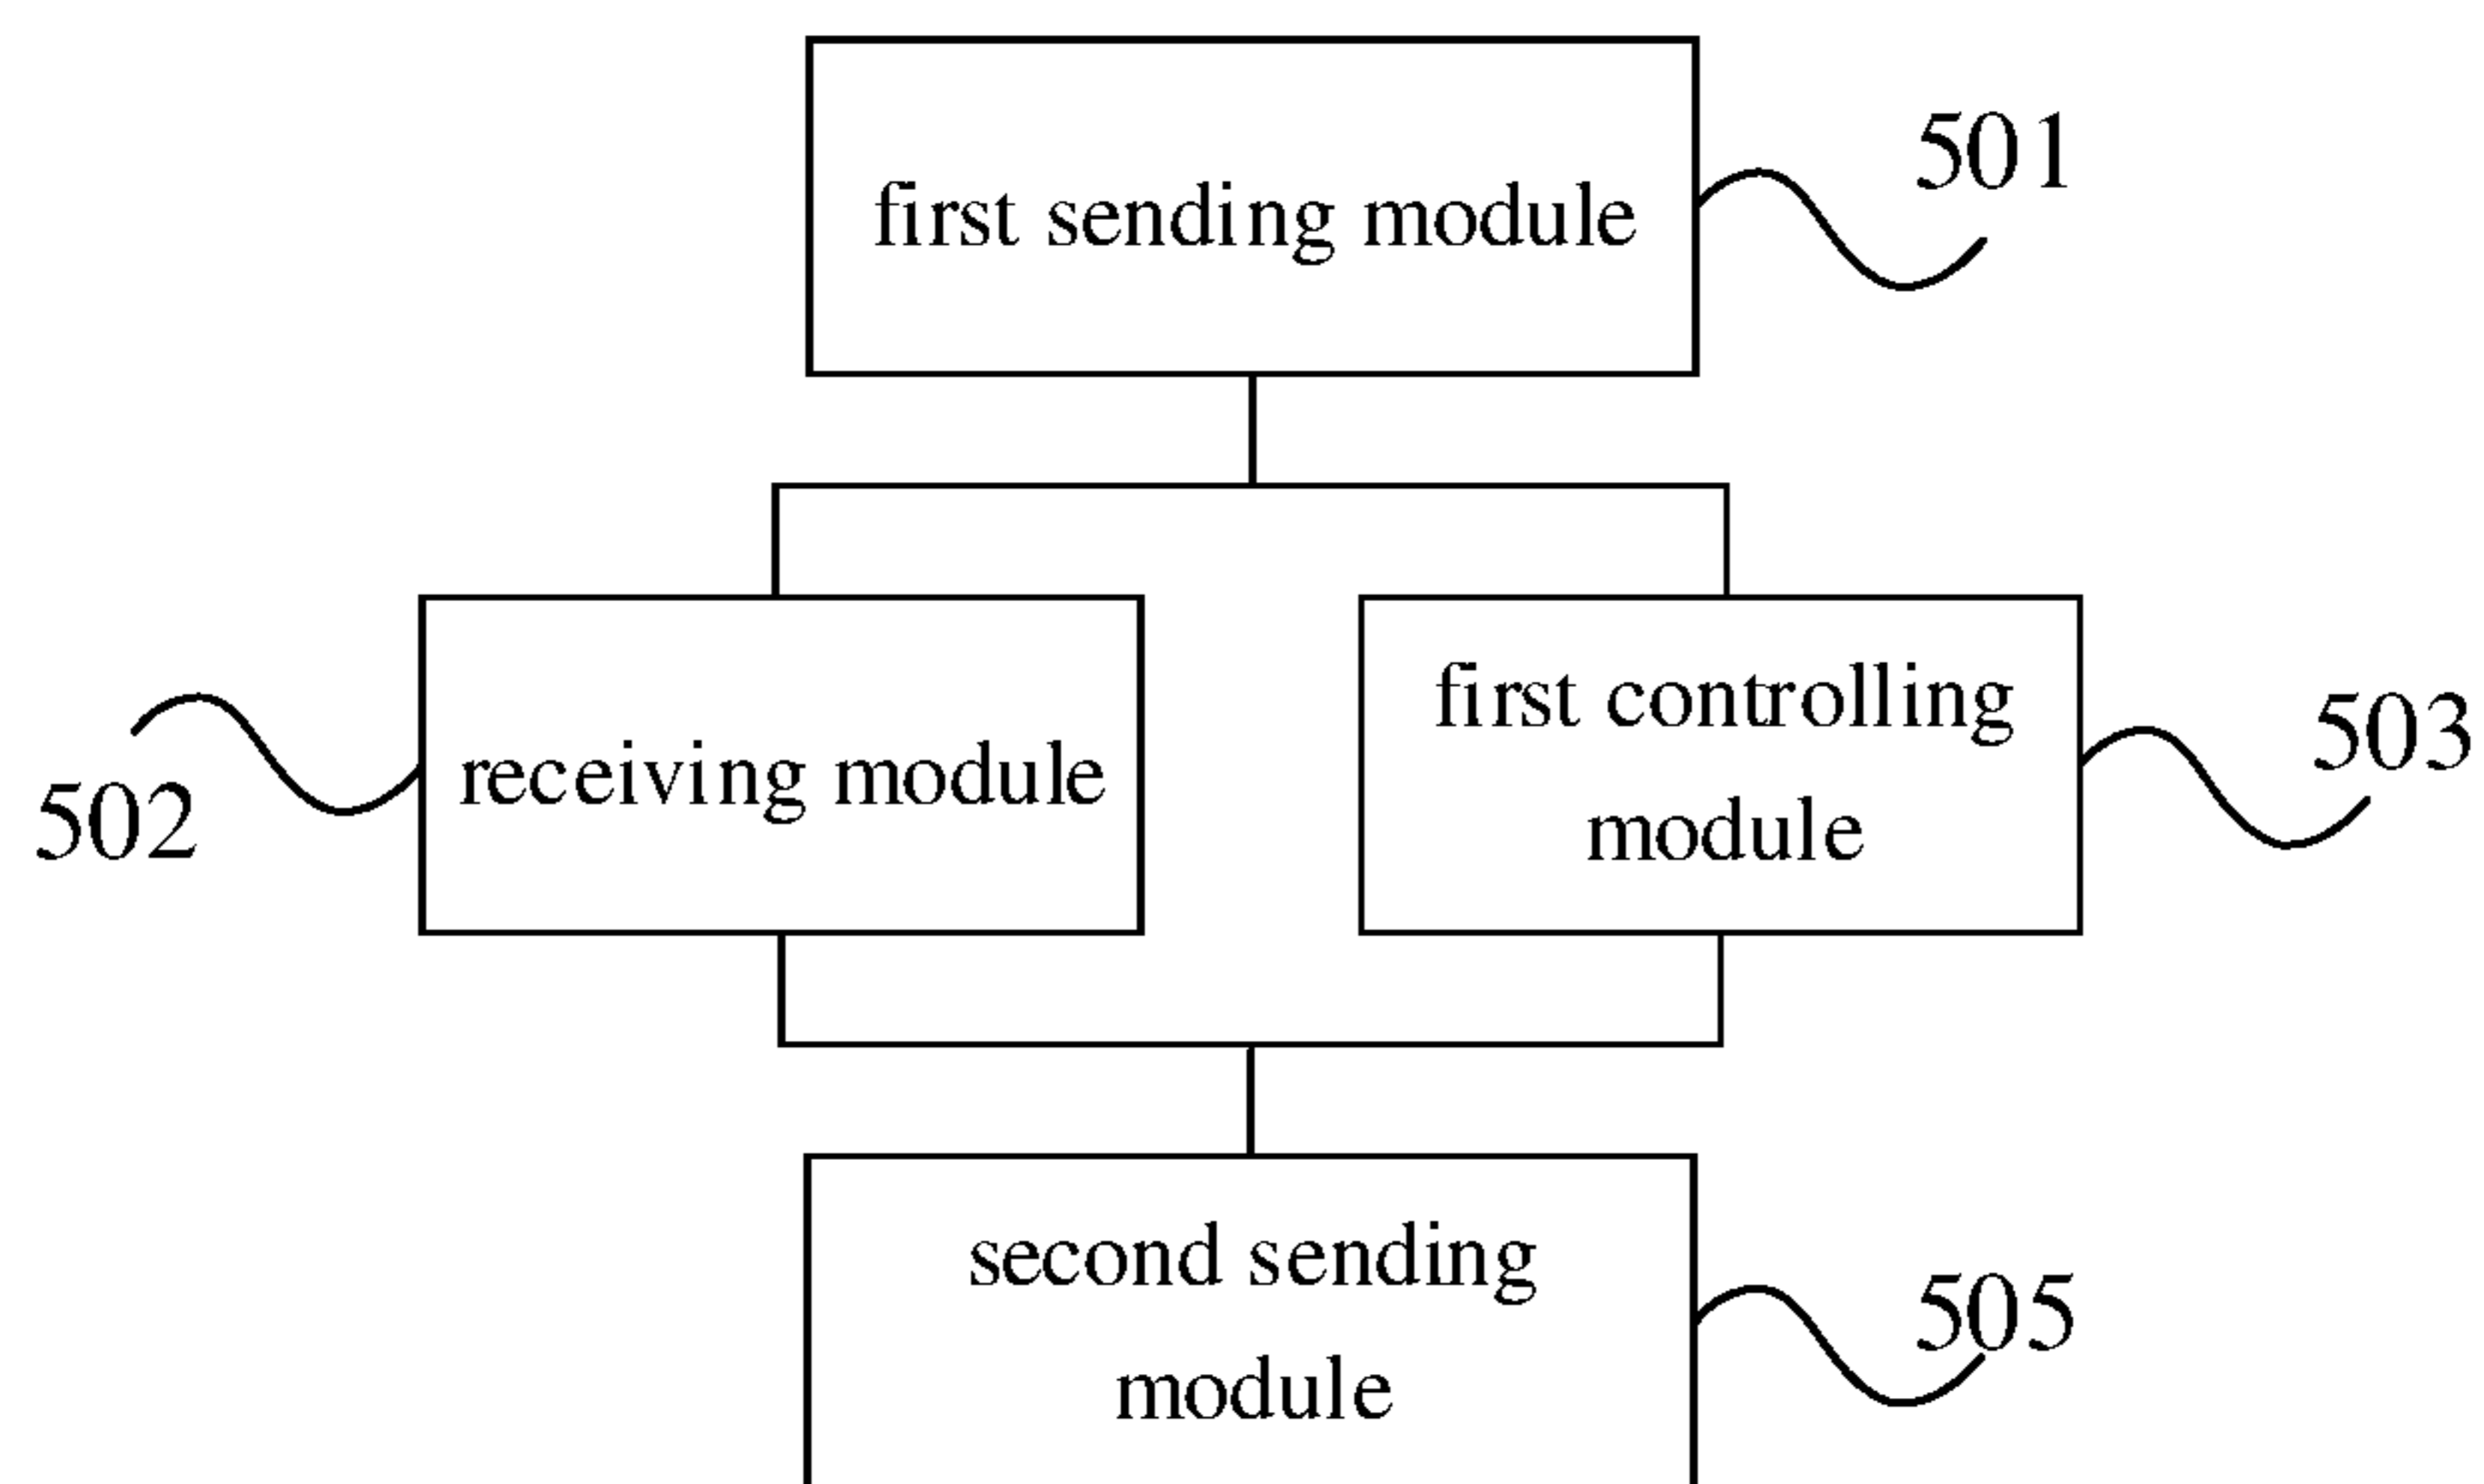 first sending module
501
receiving module
502
first controlling
module
503
second sending
module
505